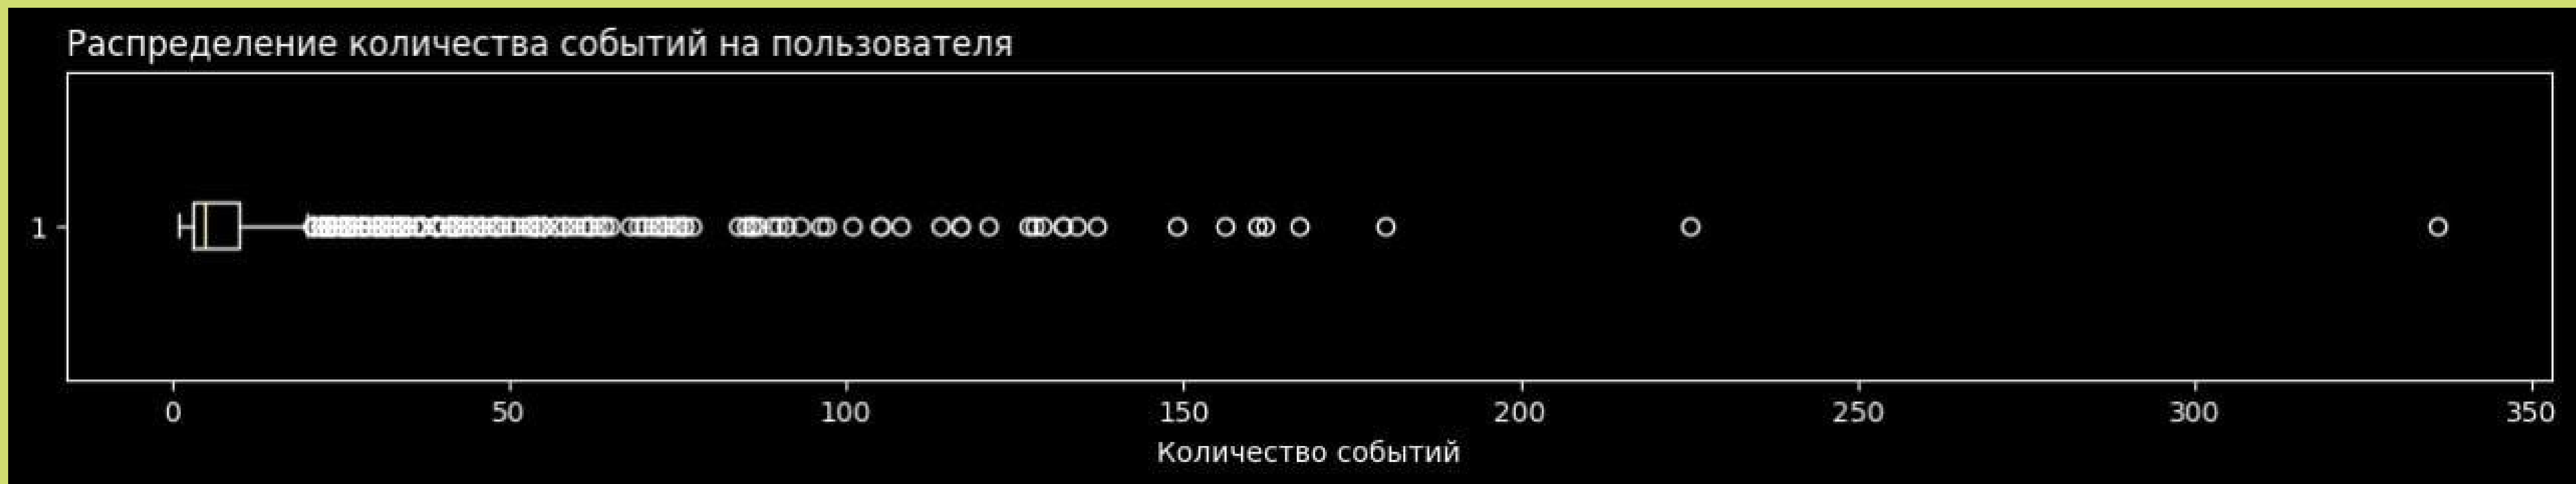 Распределение количества событий на пользователя
1
0 50 100 150 200 250 300 350
Количество событий